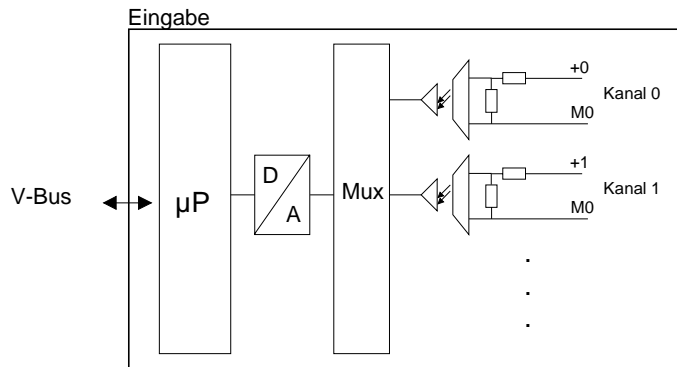 Eingabe
+0
Kanal 0
M0
+1
D
Kanal 1
V-Bus
µP
Mux
A
M0